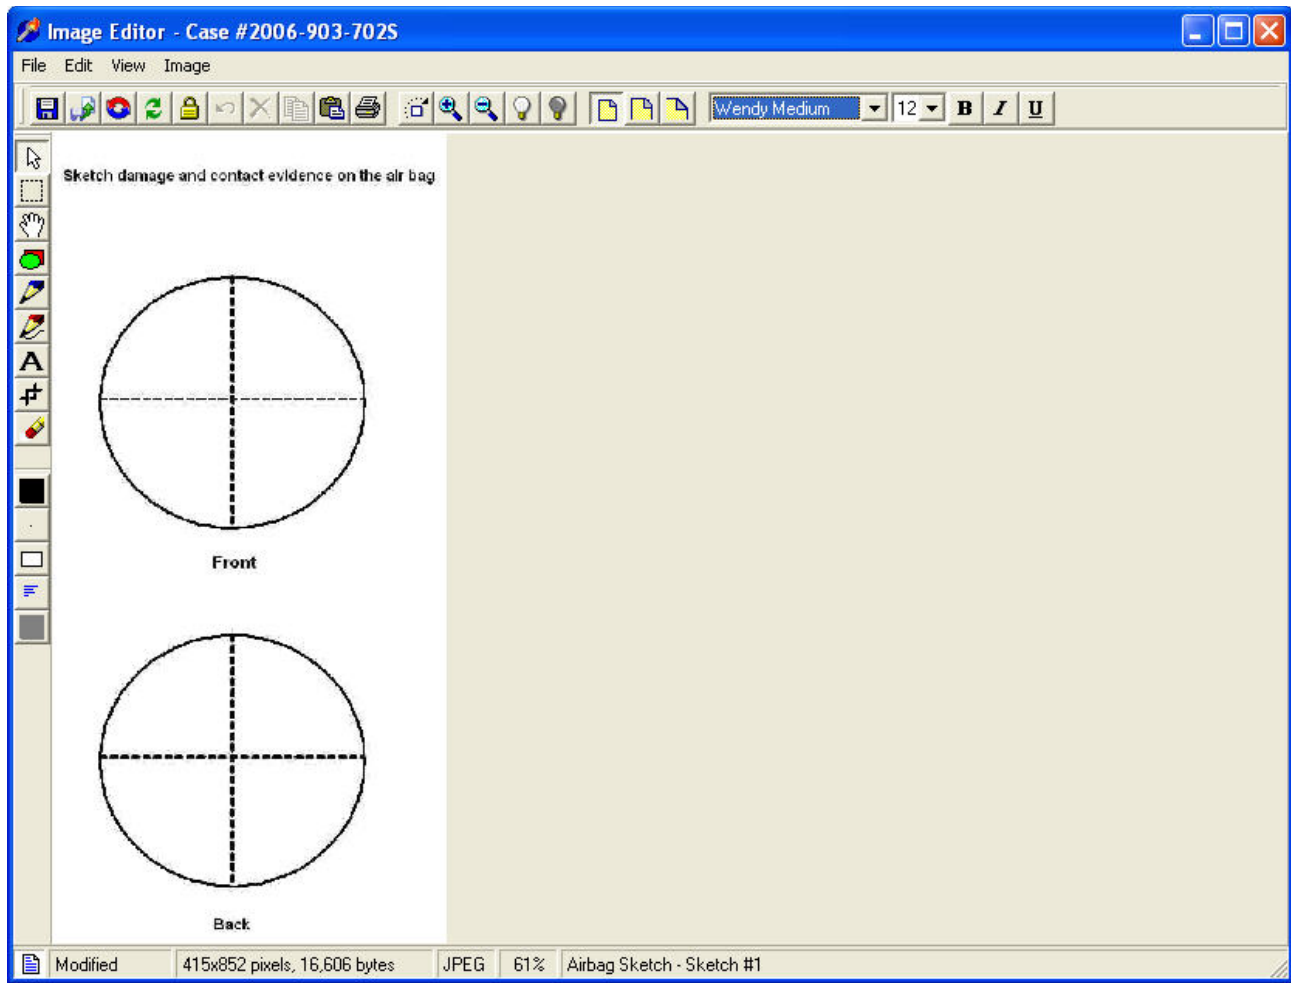 Image Editor - Case #2006-903-702S
File Edit View Image
Wendy Medium 12 B I U
A
Sketch damage and contact evidence on the air bag
Front
Back
Modified 415x852 pixels, 16,606 bytes JPEG 61% Airbag Sketch - Sketch #1